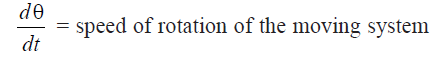 dθ/dt = speed of rotation of the moving system